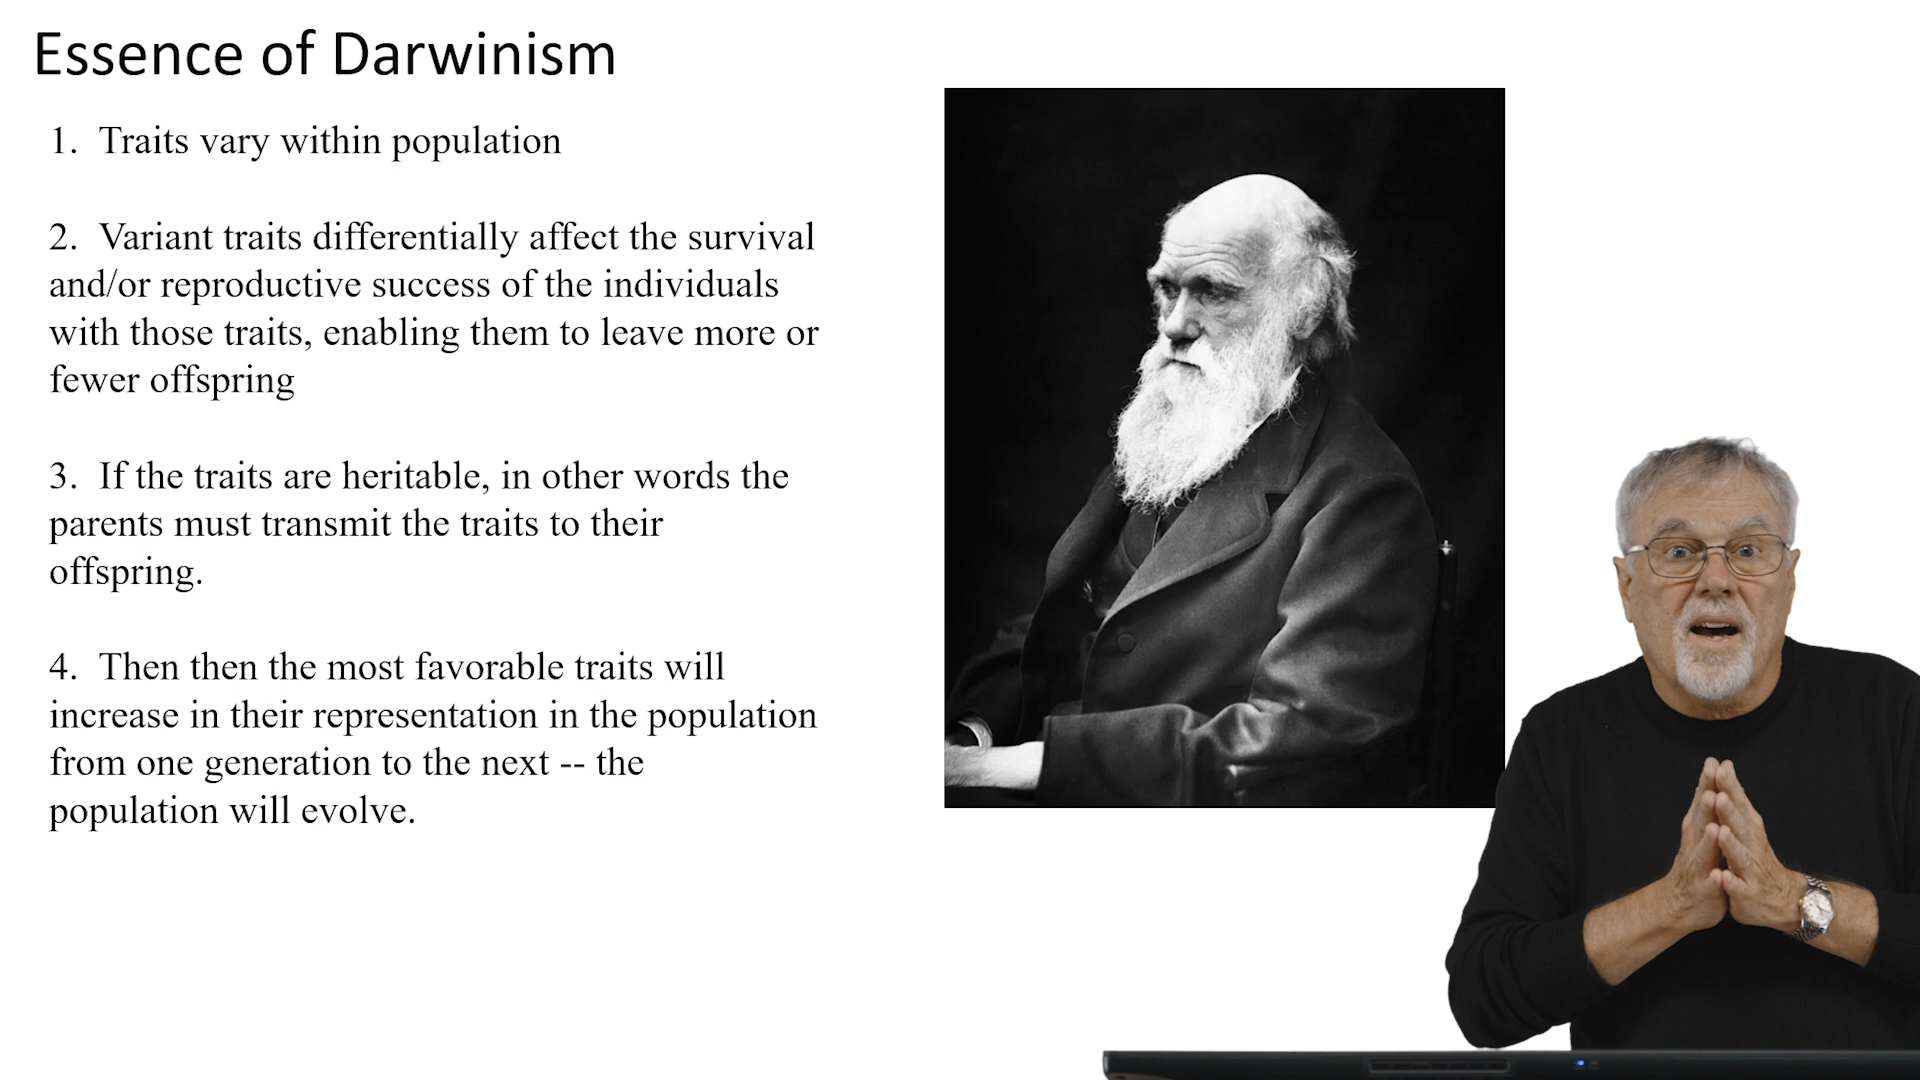 Essence of Darwinism
1. Traits vary within population
2. Variant traits differentially affect the survival
and/or reproductive success of the individuals
with those traits, enabling them to leave more or
fewer offspring
3. If the traits are heritable, in other words the
parents must transmit the traits to their
offspring.
4. Then then the most favorable traits will
increase in their representation in the population
from one generation to the next -- the
population will evolve.